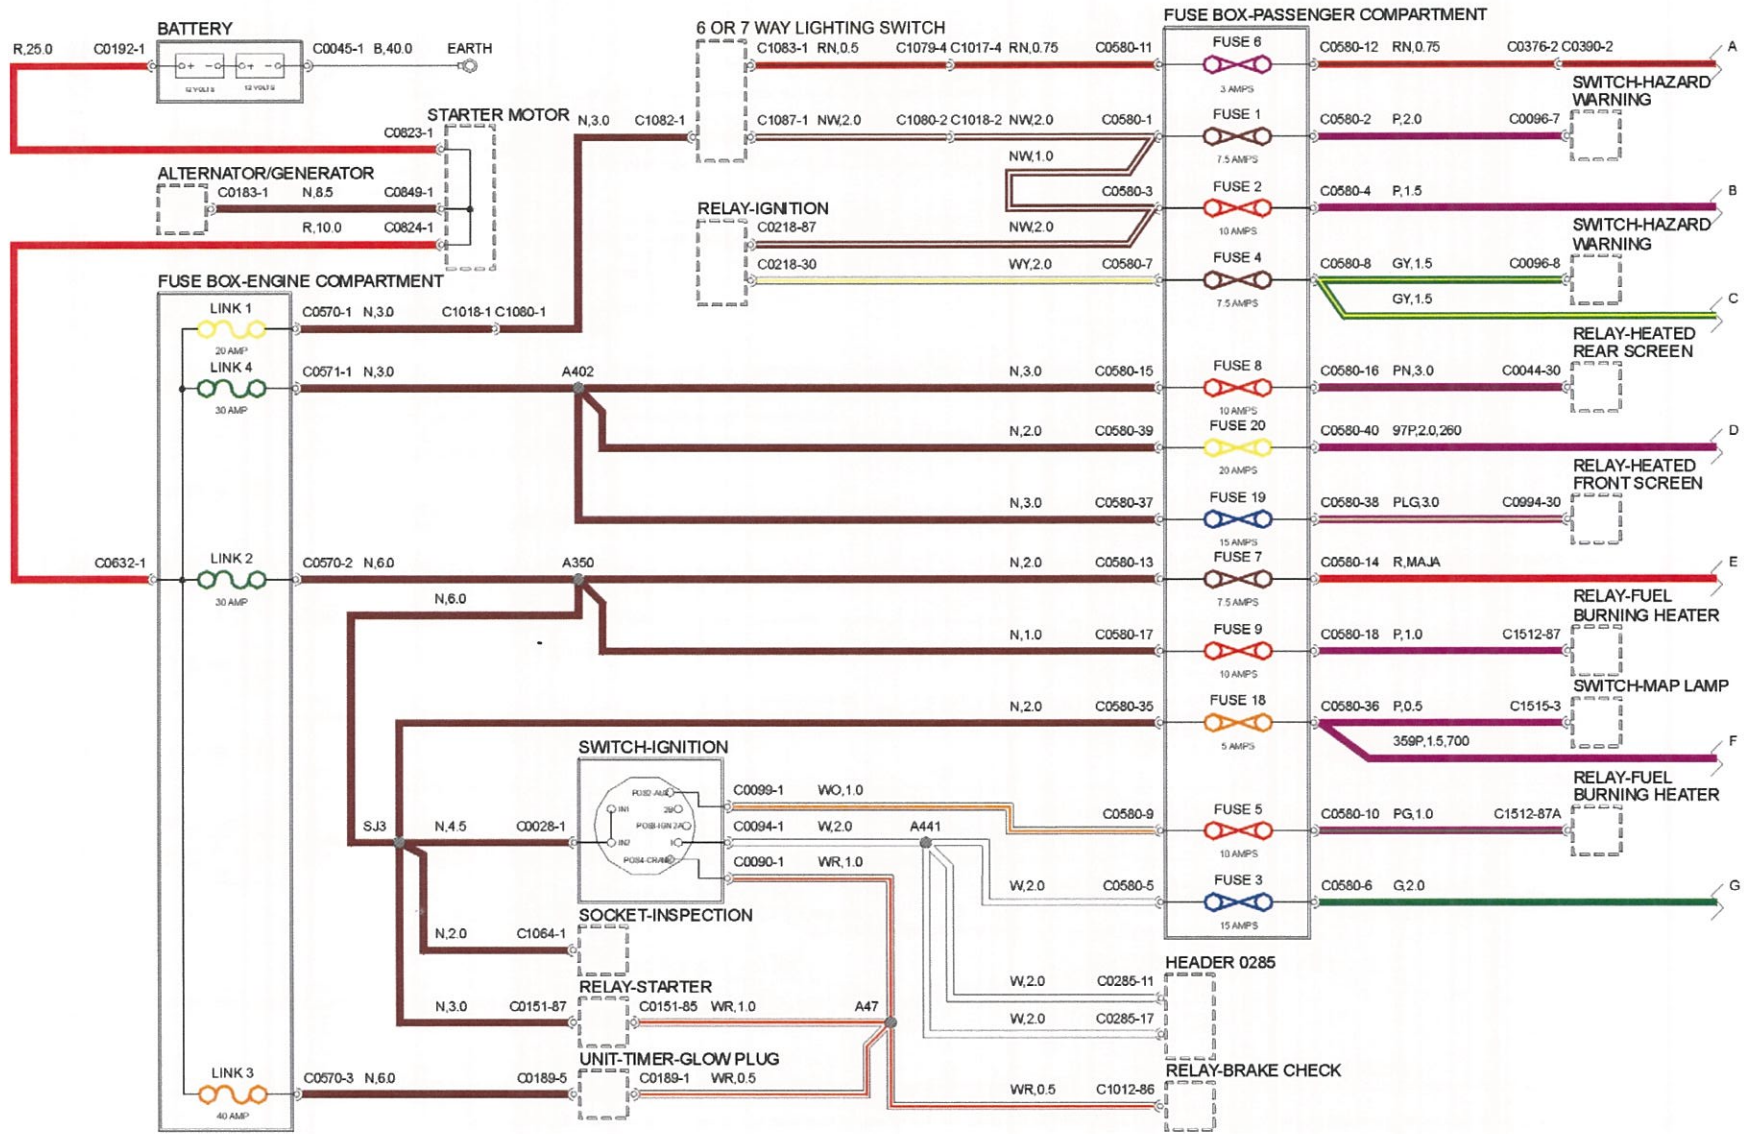 FUSE BOX-PASSENGER COMPARTMENT
BATTERY
6 OR 7 WAY LIGHTING SWITCH
R,25.0 C0192-1 C0045-1 B,40.0 EARTH
C1083-1 RN,0.5 C1079-4 C1017-4 RN,0.75 C0580-11 FUSE 6 C0580-12 RN,0.75 C0376-2 C0390-2 A
12 VOLTS 12 VOLTS
3 AMPS
SWITCH-HAZARD
WARNING
STARTER MOTOR
N,3.0 C1082-1 C1087-1 NW,2.0 C1080-2 C1018-2 NW,2.0 C0580-1 FUSE 1 C0580-2 P,2.0 C0096-7
C0823-1
7.5 AMPS
NW,1.0
ALTERNATOR/GENERATOR
C0183-1 N,8.5 C0849-1
C0580-3 FUSE 2 C0580-4 P,1.5 B
RELAY-IGNITION
R,10.0 C0824-1
C0218-87 NW,2.0
10 AMPS
SWITCH-HAZARD
WARNING
C0218-30 WY,2.0 C0580-7 FUSE 4 C0580-8 GY,1.5 C0096-8
7.5 AMPS
GY,1.5 C
FUSE BOX-ENGINE COMPARTMENT
LINK 1 C0570-1 N,3.0 C1018-1 C1080-1
20 AMP
RELAY-HEATED
REAR SCREEN
LINK 4 C0571-1 N,3.0 A402 N,3.0 C0580-15 FUSE 8 C0580-16 PN,3.0 C0044-30
30 AMP
10 AMPS
N,2.0 C0580-39 FUSE 20 C0580-40 97P,2.0,260 D
20 AMPS
RELAY-HEATED
FRONT SCREEN
N,3.0 C0580-37 FUSE 19 C0580-38 PLG,3.0 C0994-30
15 AMPS
C0632-1 LINK 2 C0570-2 N,6.0 A350 N,2.0 C0580-13 FUSE 7 C0580-14 R,MAJA E
30 AMP
7.5 AMPS
N,6.0
RELAY-FUEL
BURNING HEATER
N,1.0 C0580-17 FUSE 9 C0580-18 P,1.0 C1512-87
10 AMPS
SWITCH-MAP LAMP
N,2.0 C0580-35 FUSE 18 C0580-36 P,0.5 C1515-3
5 AMPS
359P,1.5,700 F
SWITCH-IGNITION
RELAY-FUEL
BURNING HEATER
POS2-AUX
C0099-1 WO,1.0
IN1
C0580-9 FUSE 5 C0580-10 PG,1.0 C1512-87A
SJ3 N,4.5 C0028-1 C0094-1 W,2.0 A441
IN2
10 AMPS
POS4-CRANK
C0090-1 WR,1.0
W,2.0 C0580-5 FUSE 3 C0580-6 G,2.0 G
15 AMPS
SOCKET-INSPECTION
N,2.0 C1064-1
HEADER 0285
RELAY-STARTER
W,2.0 C0285-11
N,3.0 C0151-87 C0151-85 WR,1.0 A47
W,2.0 C0285-17
UNIT-TIMER-GLOW PLUG
RELAY-BRAKE CHECK
LINK 3 C0570-3 N,6.0 C0189-5 C0189-1 WR,0.5
40 AMP
WR,0.5 C1012-86